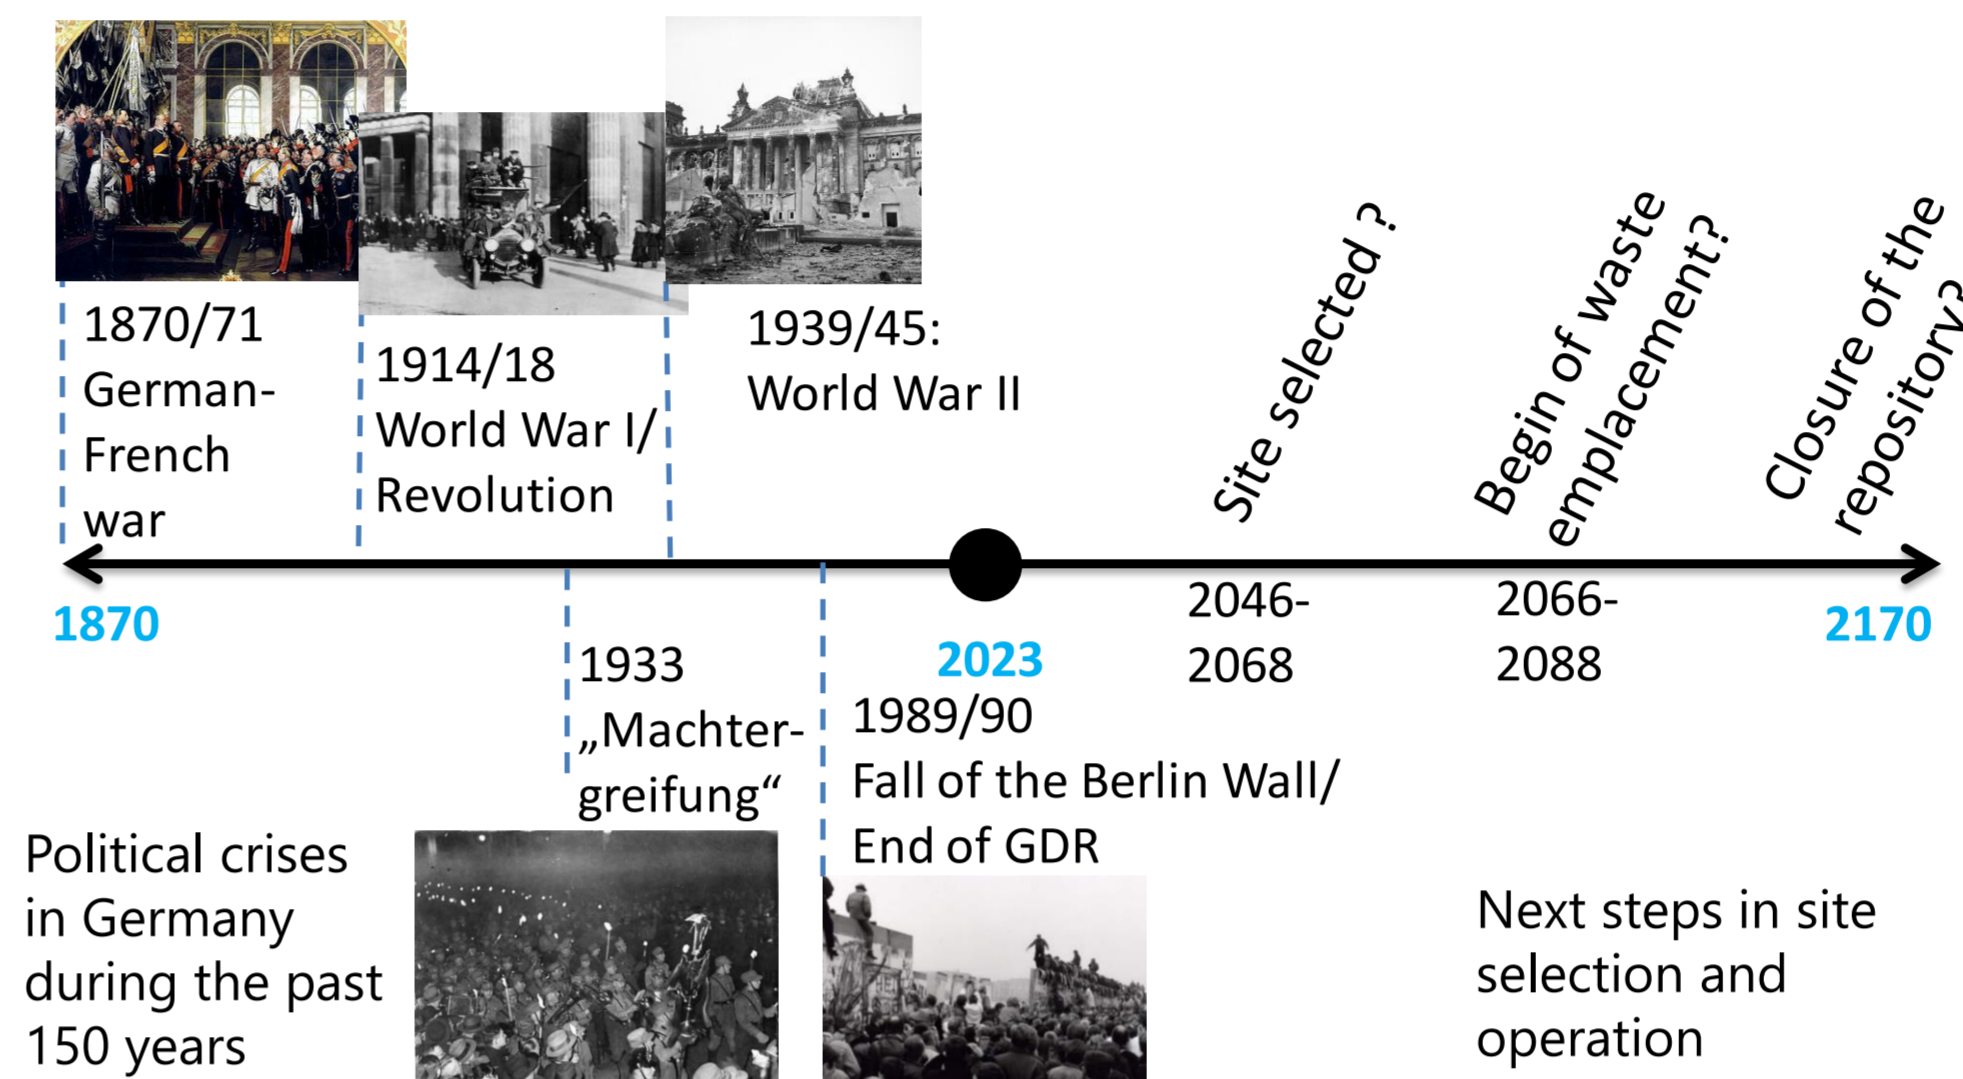 1870/71
German-
French
war
1914/18
World War I/
Revolution
1939/45:
World War II
Site selected ?
Begin of waste
emplacement?
Closure of the
repository?
1870
2023
2046-
2068
2066-
2088
2170
1933
„Machter-
greifung“
1989/90
Fall of the Berlin Wall/
End of GDR
Political crises
in Germany
during the past
150 years
Next steps in site
selection and
operation